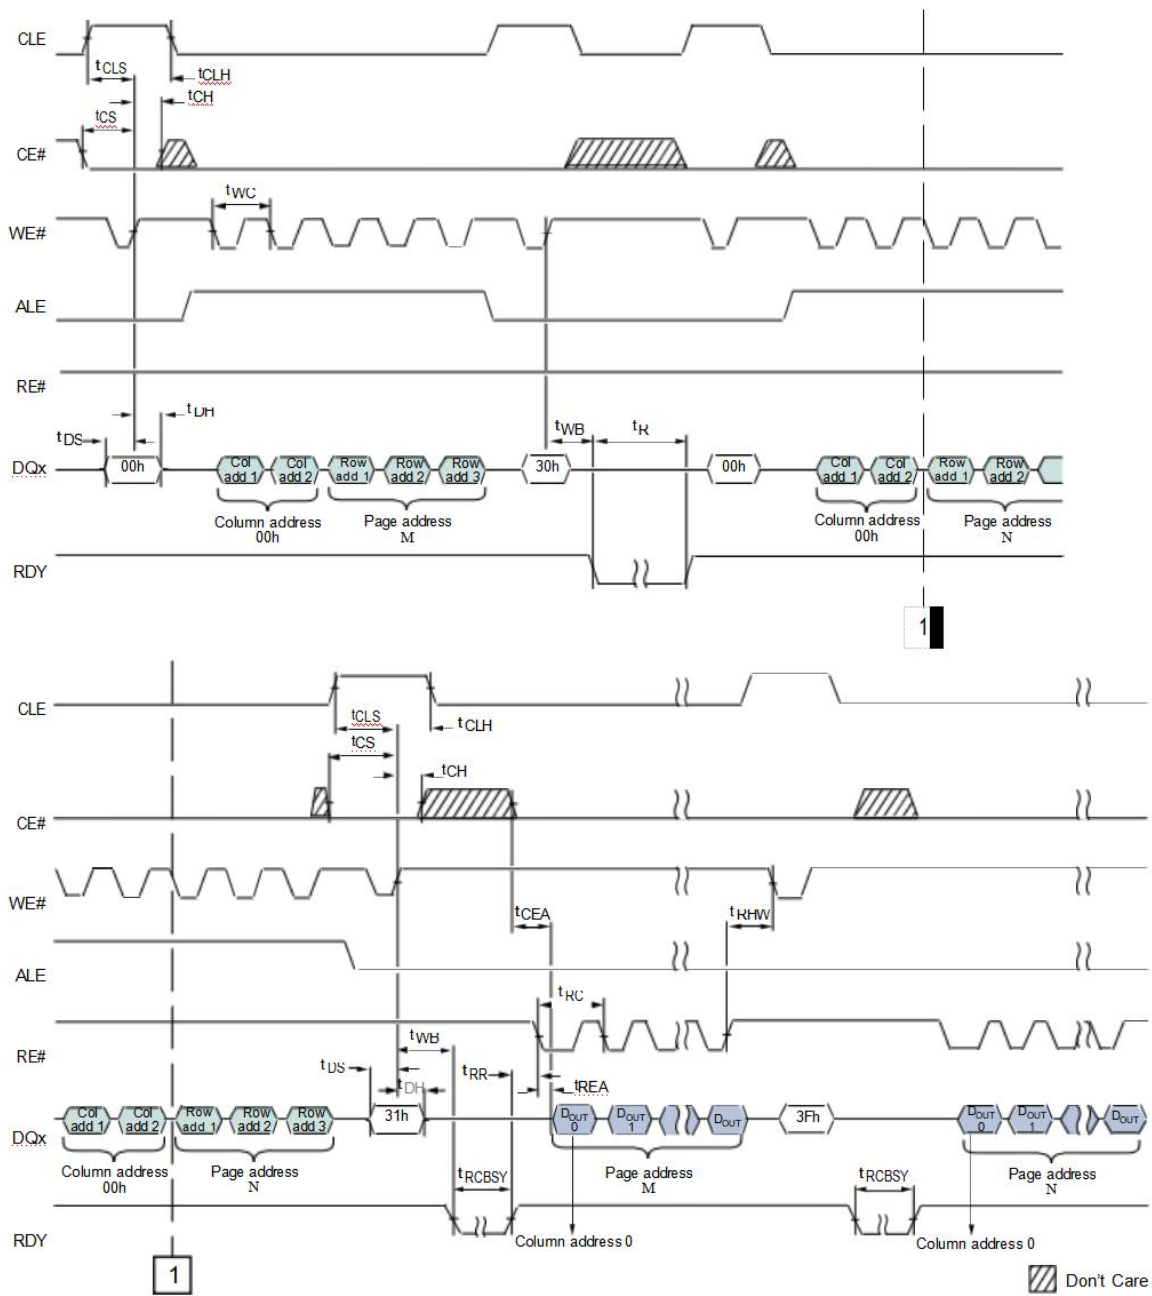 CLE
tCLS
tCLH
tCH
tCS
CE#
tWC
WE#
ALE
RE#
tDH
tDS
tWB
tR
DQx
00h
Col add 1
Col add 2
Row add 1
Row add 2
Row add 3
30h
00h
Col add 1
Col add 2
Row add 1
Row add 2
Column address 00h
Page address M
Column address 00h
Page address N
RDY
1
CLE
tCLS
tCLH
tCS
tCH
CE#
WE#
tCEA
tRHW
ALE
tRC
RE#
tWB
tDS
tRR
tDH
tREA
DQx
Col add 1
Col add 2
Row add 1
Row add 2
Row add 3
31h
DOUT 0
DOUT 1
DOUT
3Fh
DOUT 0
DOUT 1
DOUT
Column address 00h
Page address N
tRCBSY
Page address M
tRCBSY
Page address N
RDY
Column address 0
Column address 0
1
Don't Care